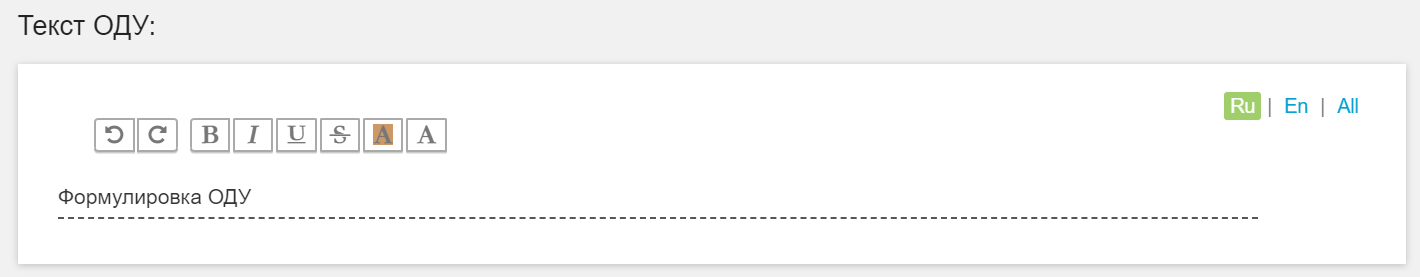 Текст ОДУ:
Ru | En | All
B I U S A A
Формулировка ОДУ